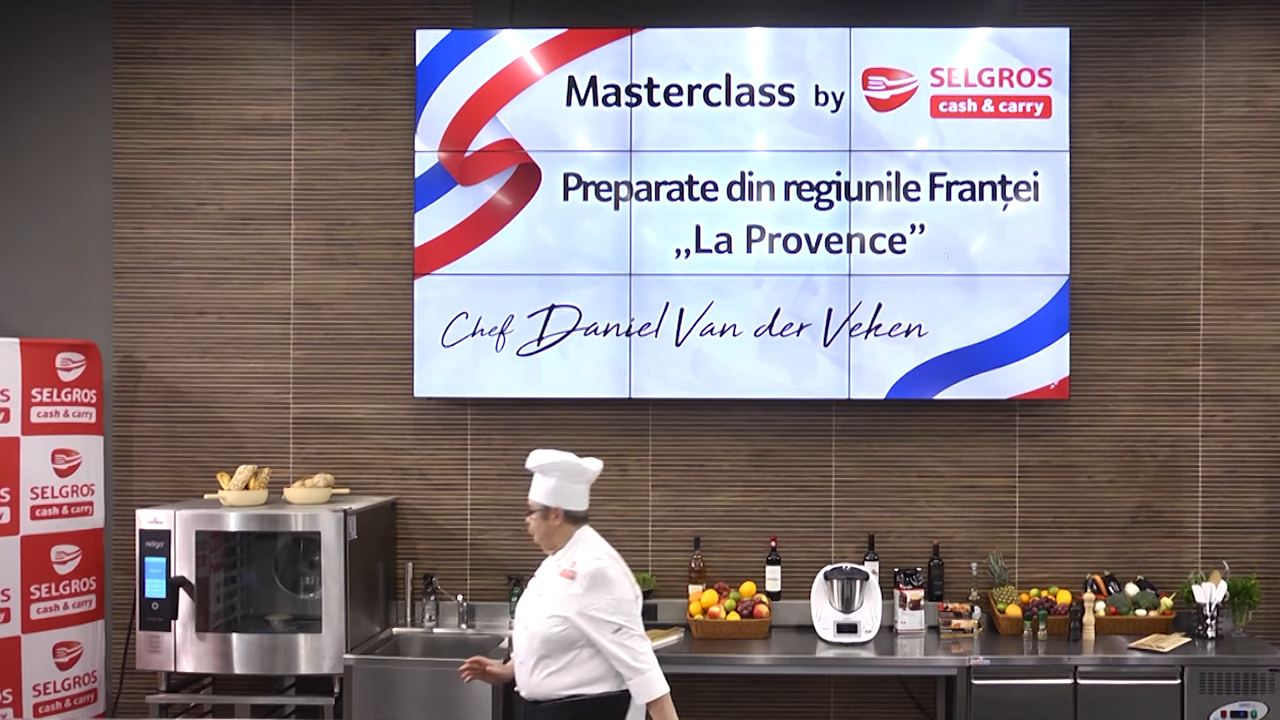 Masterclass by SELGROS
cash & carry
Preparate din regiunile Franței
„La Provence”
Chef Daniel Van der Veken
SELGROS
cash & carry
SELGROS
cash & carry
SELGROS
cash & carry
SELGROS
cash & carry
retigo